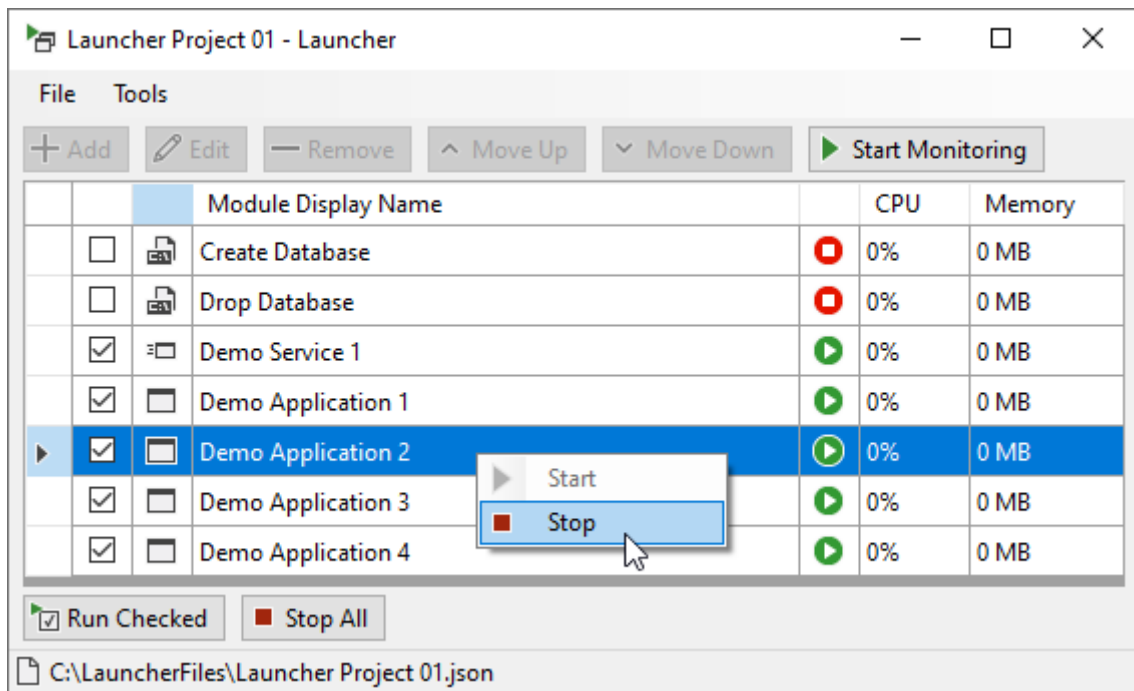 Launcher Project 01 - Launcher
File Tools
Add Edit Remove Move Up Move Down Start Monitoring
Module Display Name CPU Memory
Create Database 0% 0 MB
Drop Database 0% 0 MB
Demo Service 1 0% 0 MB
Demo Application 1 0% 0 MB
Demo Application 2 0% 0 MB
Start
Demo Application 3 0% 0 MB
Stop
Demo Application 4 0% 0 MB
Run Checked Stop All
C:\LauncherFiles\Launcher Project 01.json